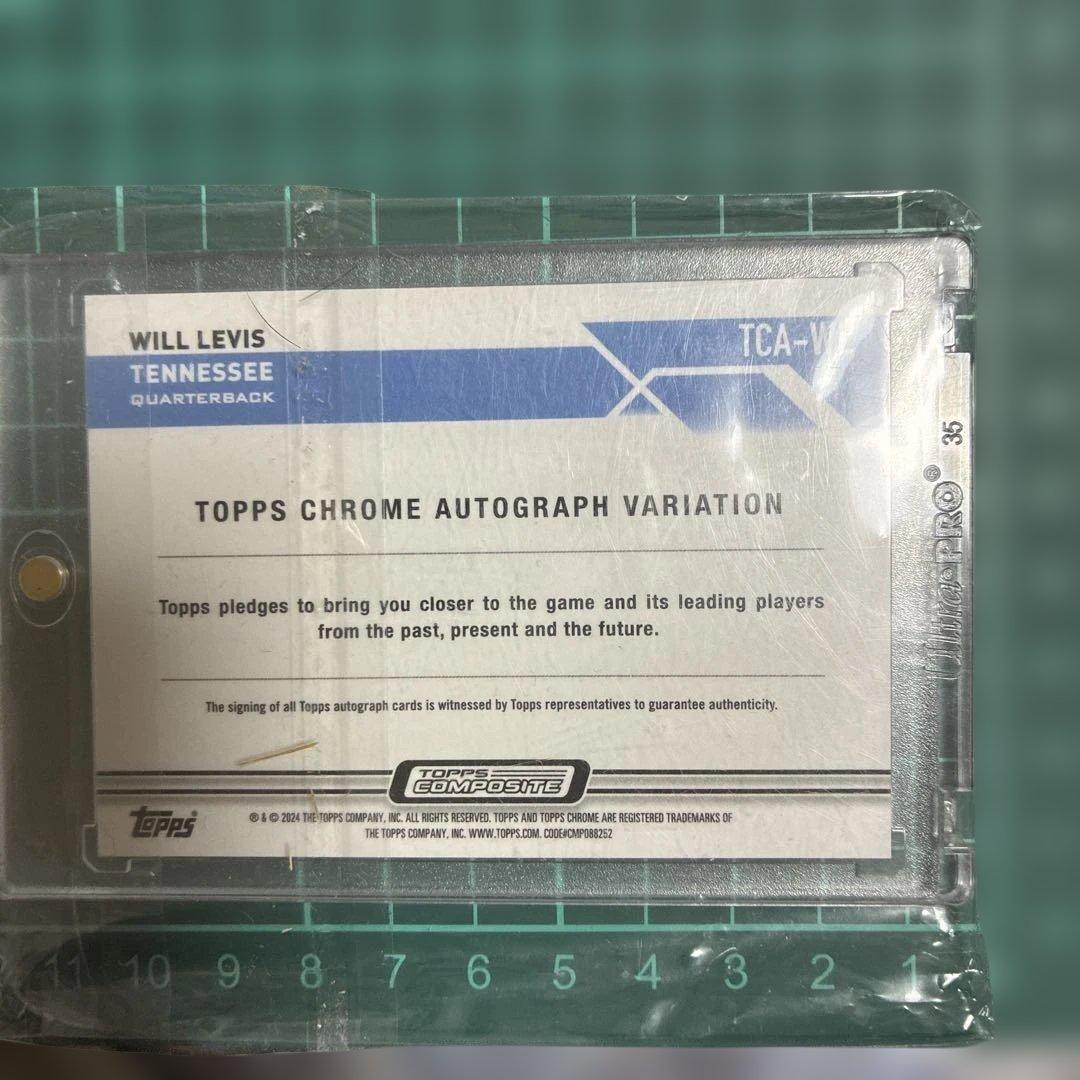 WILL LEVIS
TENNESSEE
QUARTERBACK
TOPPS CHROME AUTOGRAPH VARIATION
Topps pledges to bring you closer to the game and its leading players
from the past, present and the future.
The signing of all Topps autograph cards is witnessed by Topps representatives to guarantee authenticity.
TOPPS
COMPOSITE
topps
® & © 2024 THE TOPPS COMPANY, INC. ALL RIGHTS RESERVED. TOPPS AND TOPPS CHROME ARE REGISTERED TRADEMARKS OF
THE TOPPS COMPANY, INC. WWW.TOPPS.COM. CODE#CMP088252
Ultra•PRO® 35
11 10 9 8 7 6 5 4 3 2 1